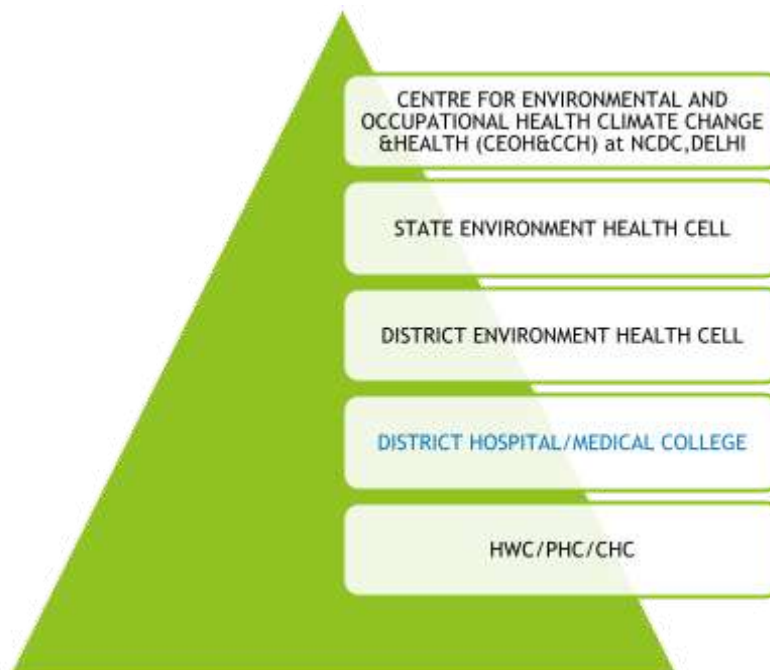 CENTRE FOR ENVIRONMENTAL AND
OCCUPATIONAL HEALTH CLIMATE CHANGE
&HEALTH (CEOH&CCH) at NCDC,DELHI
STATE ENVIRONMENT HEALTH CELL
DISTRICT ENVIRONMENT HEALTH CELL
DISTRICT HOSPITAL/MEDICAL COLLEGE
HWC/PHC/CHC